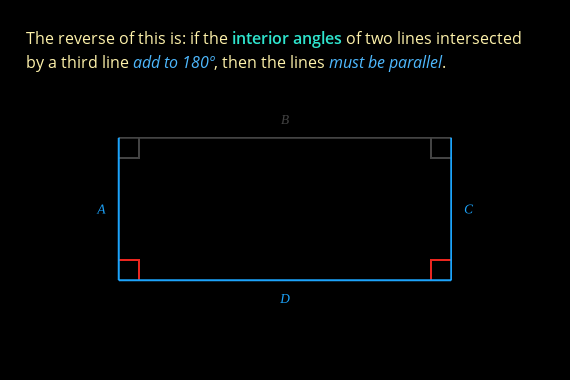 The reverse of this is: if the interior angles of two lines intersected
by a third line add to 180°, then the lines must be parallel.
B
A
C
D